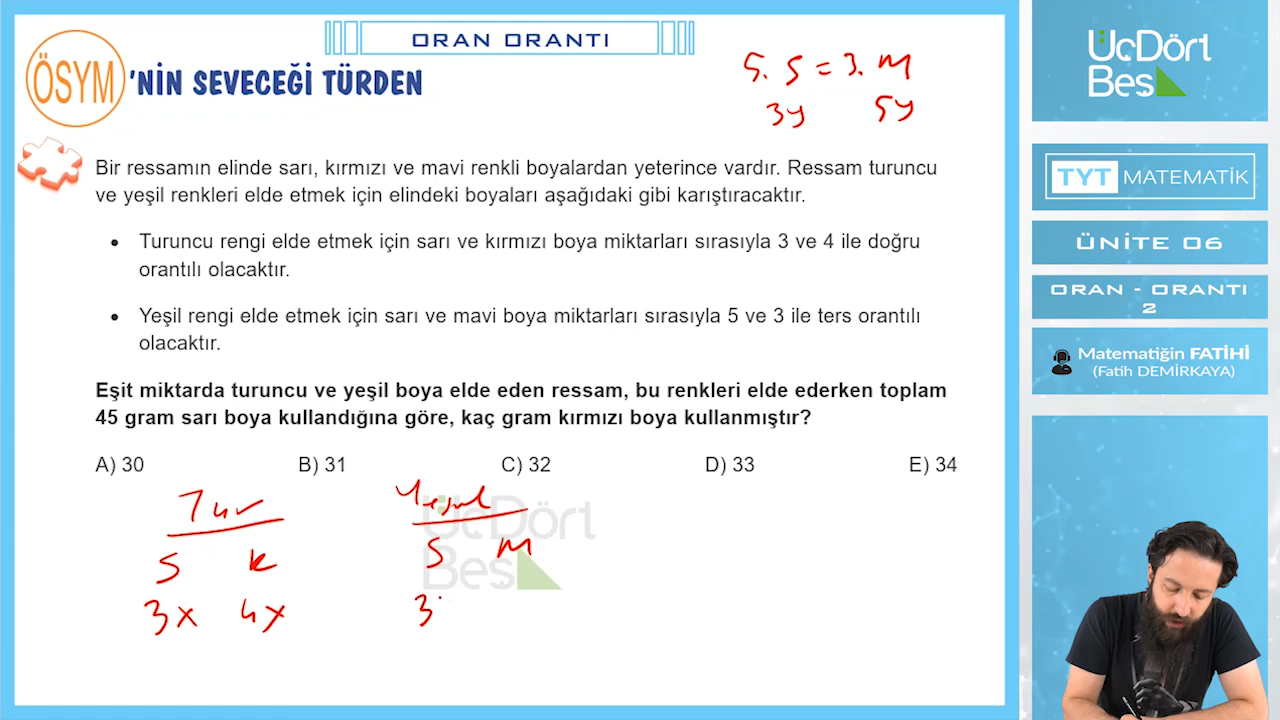 ORAN ORANTI
ÖSYM'NİN SEVECEĞİ TÜRDEN
5. S = 3. M
3y 5y
Bir ressamın elinde sarı, kırmızı ve mavi renkli boyalardan yeterince vardır. Ressam turuncu
ve yeşil renkleri elde etmek için elindeki boyaları aşağıdaki gibi karıştıracaktır.
• Turuncu rengi elde etmek için sarı ve kırmızı boya miktarları sırasıyla 3 ve 4 ile doğru
orantılı olacaktır.
• Yeşil rengi elde etmek için sarı ve mavi boya miktarları sırasıyla 5 ve 3 ile ters orantılı
olacaktır.
Eşit miktarda turuncu ve yeşil boya elde eden ressam, bu renkleri elde ederken toplam
45 gram sarı boya kullandığına göre, kaç gram kırmızı boya kullanmıştır?
A) 30 B) 31 C) 32 D) 33 E) 34
Tur Yeşil
S K S M
3x 4x 3
ÜçDört
Beş
ÜçDört
Beş
TYT MATEMATİK
ÜNİTE 06
ORAN - ORANTI
2
Matematiğin FATİHİ
(Fatih DEMİRKAYA)